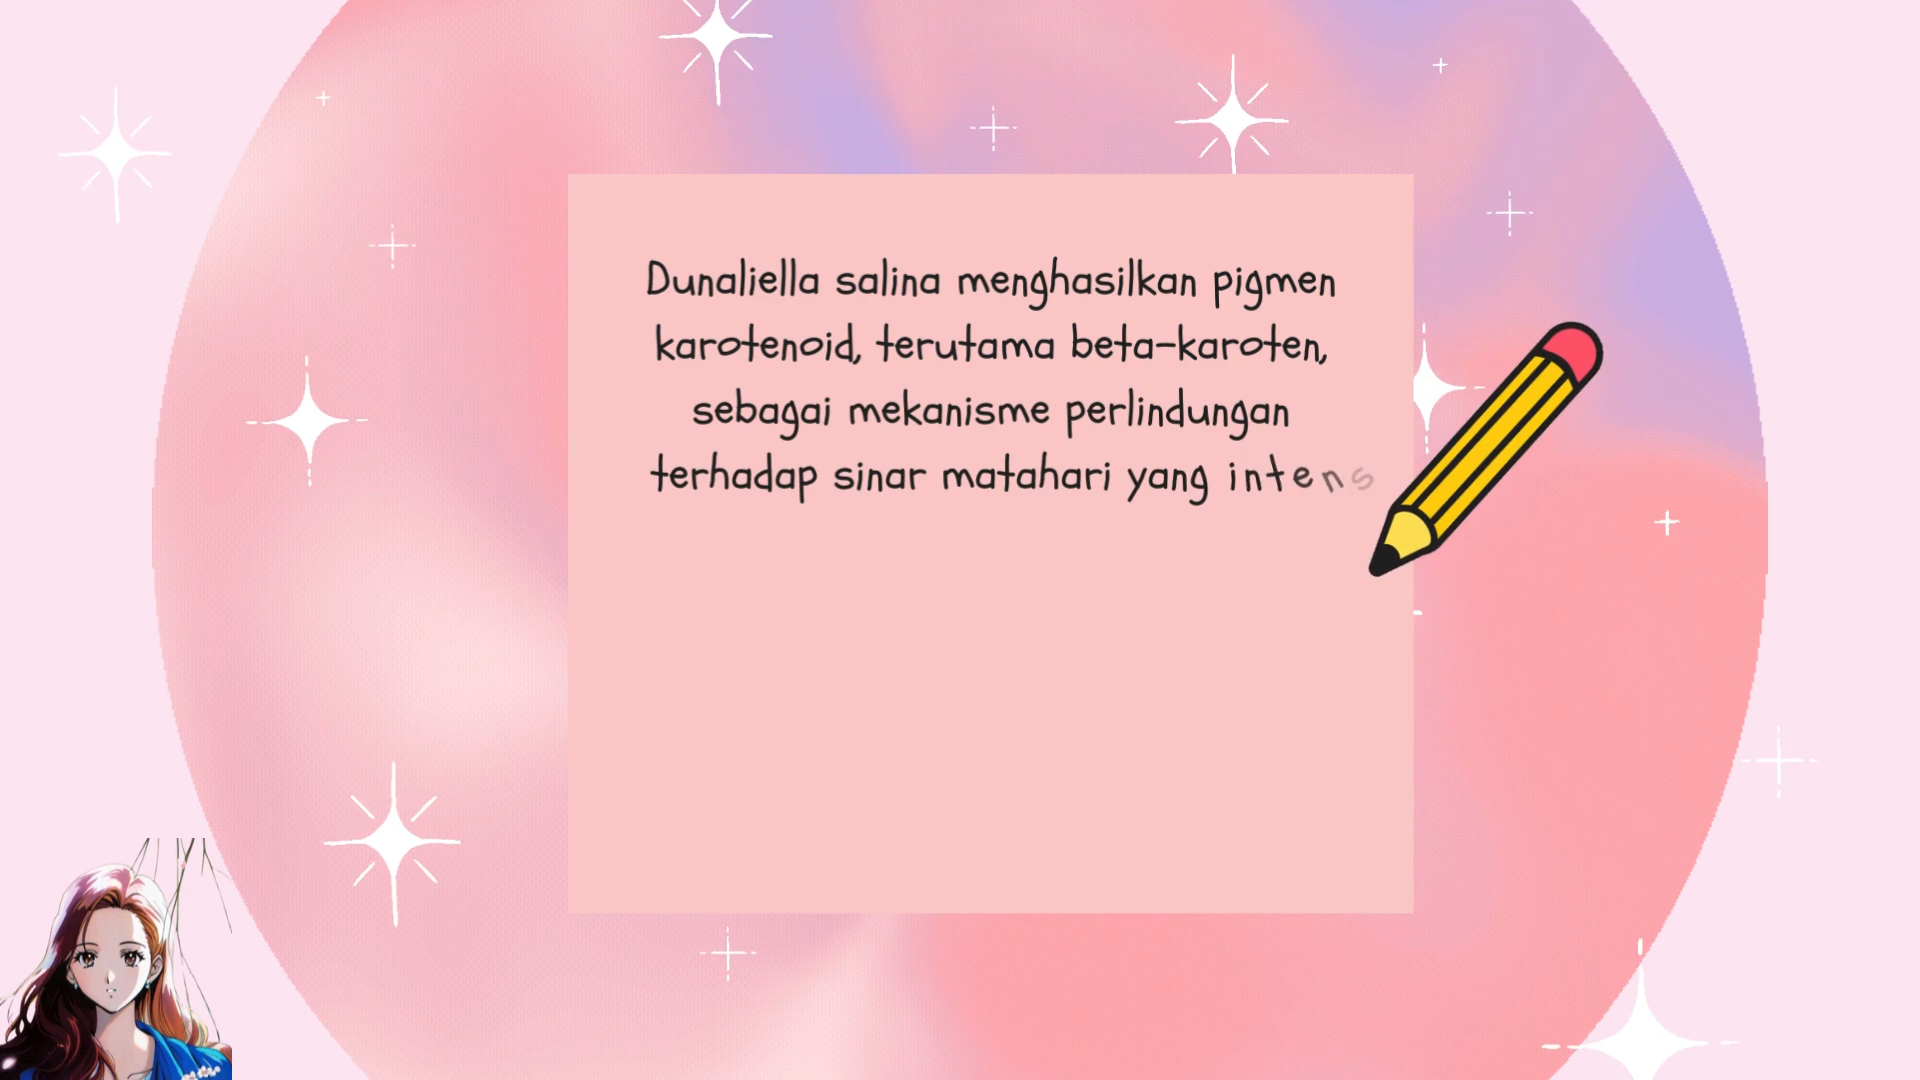 Dunaliella salina menghasilkan pigmen
karotenoid, terutama beta-karoten,
sebagai mekanisme perlindungan
terhadap sinar matahari yang intens